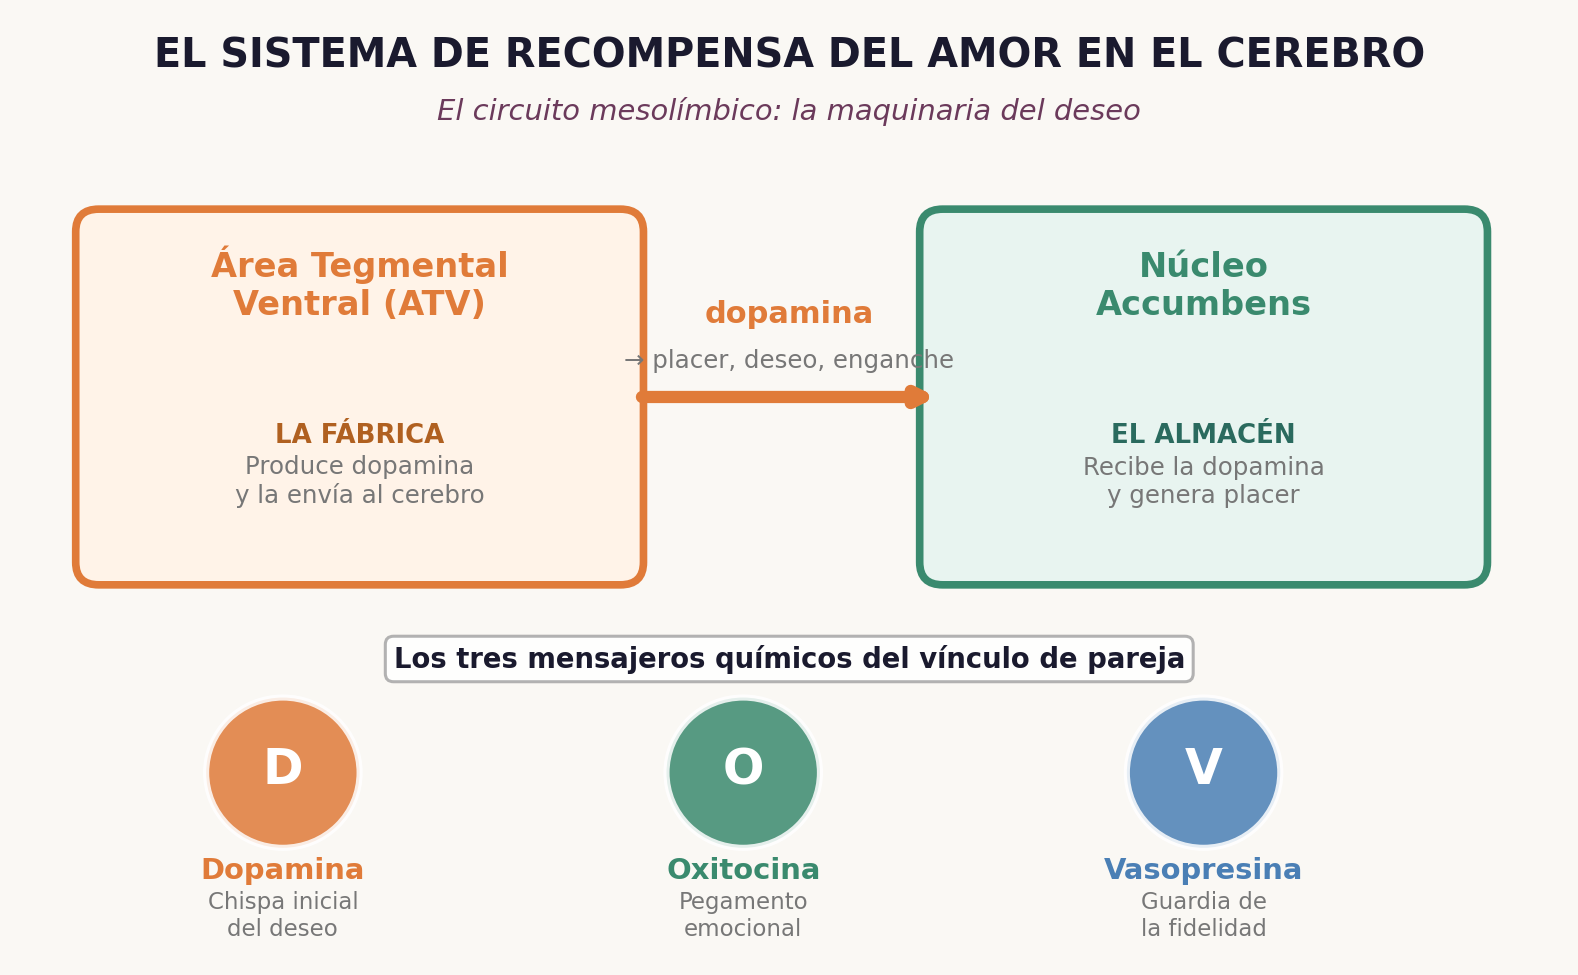 EL SISTEMA DE RECOMPENSA DEL AMOR EN EL CEREBRO
El circuito mesolímbico: la maquinaria del deseo
Área Tegmental
Ventral (ATV)
LA FÁBRICA
Produce dopamina
y la envía al cerebro
dopamina
→ placer, deseo, enganche
Núcleo
Accumbens
EL ALMACÉN
Recibe la dopamina
y genera placer
Los tres mensajeros químicos del vínculo de pareja
D
Dopamina
Chispa inicial
del deseo
O
Oxitocina
Pegamento
emocional
V
Vasopresina
Guardia de
la fidelidad